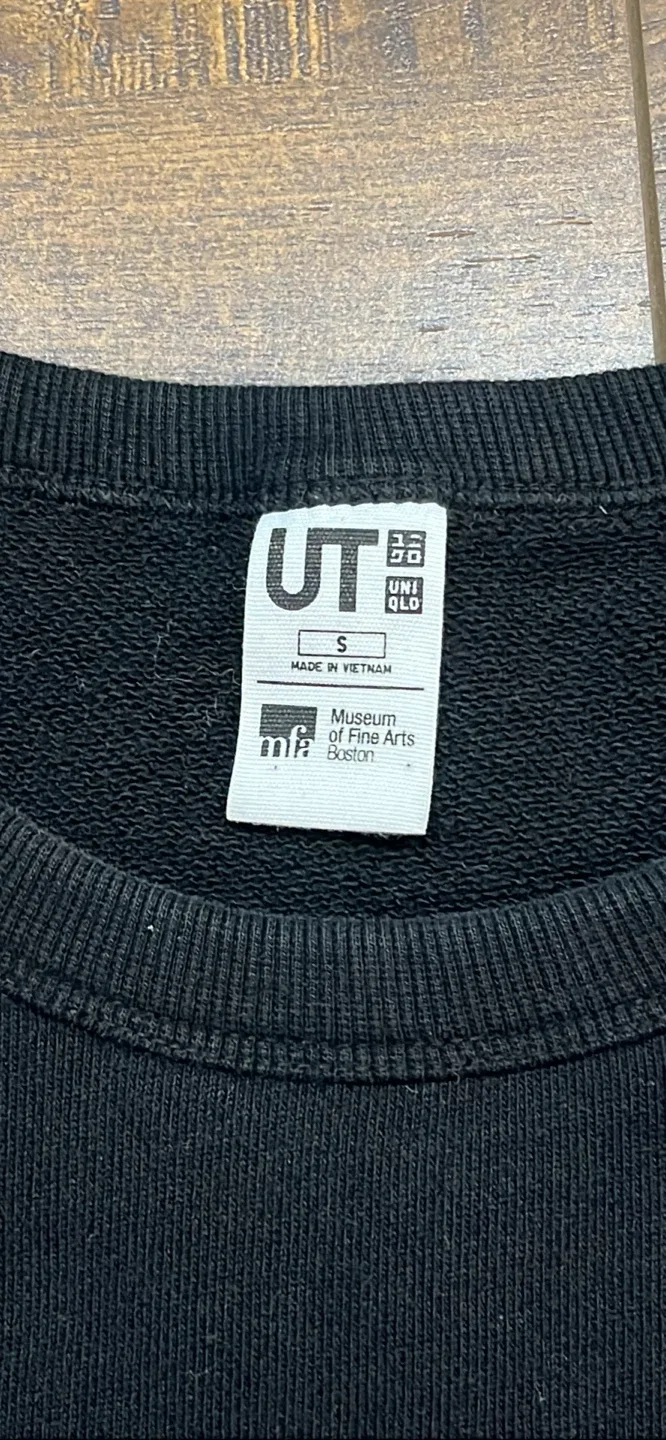 UT
ユニ
クロ
UNI
QLO
S
MADE IN VIETNAM
mfa
Museum
of Fine Arts
Boston